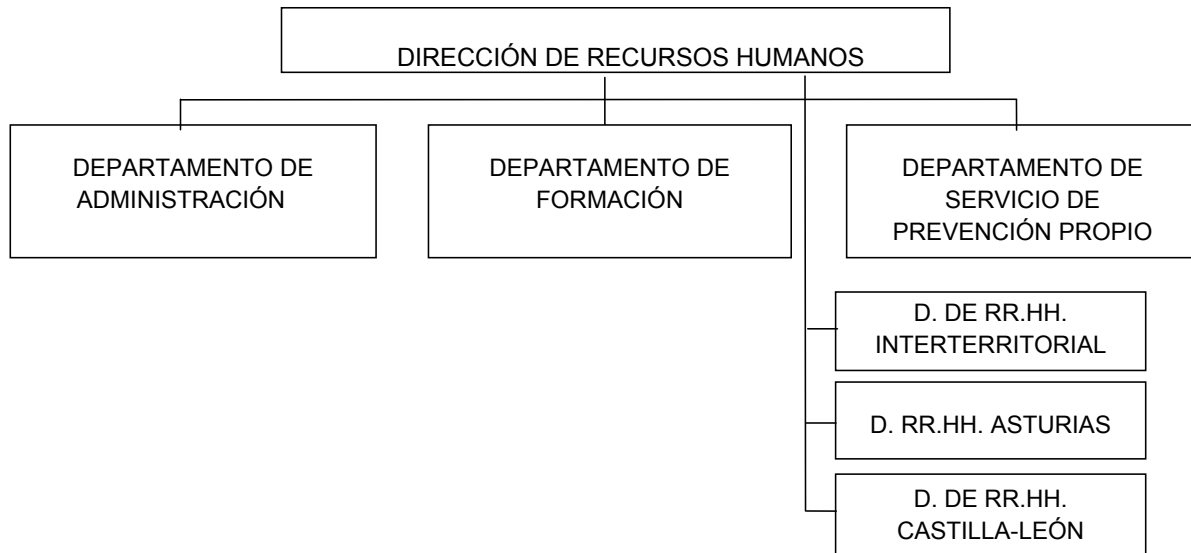 DIRECCIÓN DE RECURSOS HUMANOS
DEPARTAMENTO DE
ADMINISTRACIÓN
DEPARTAMENTO DE
FORMACIÓN
DEPARTAMENTO DE
SERVICIO DE
PREVENCIÓN PROPIO
D. DE RR.HH.
INTERTERRITORIAL
D. RR.HH. ASTURIAS
D. DE RR.HH.
CASTILLA-LEÓN